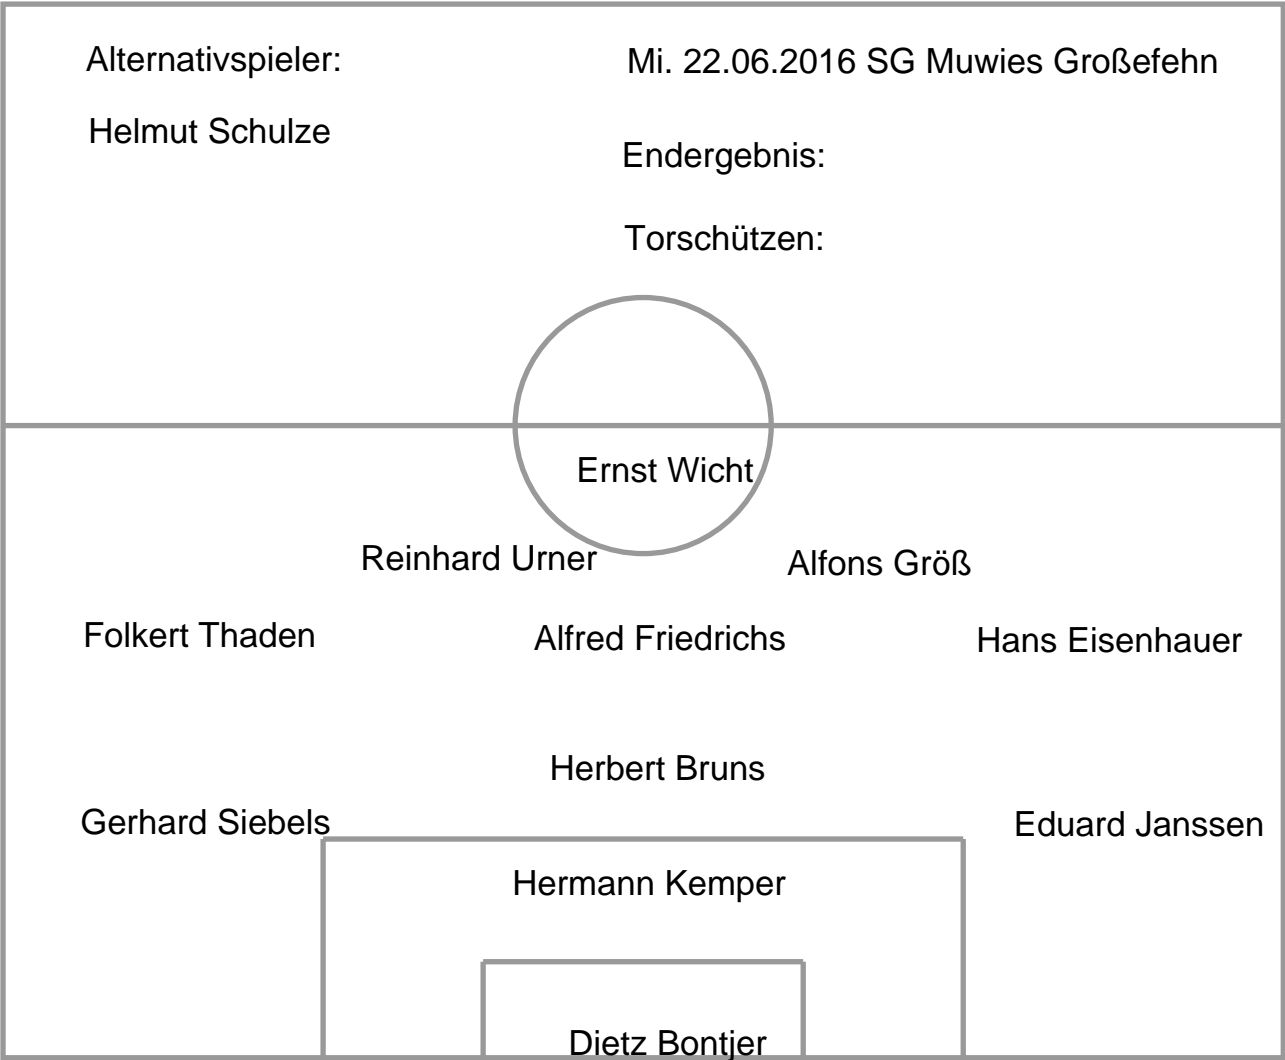 Alternativspieler:
Mi. 22.06.2016 SG Muwies Großefehn
Helmut Schulze
Endergebnis:
Torschützen:
Ernst Wicht
Reinhard Urner
Alfons Größ
Folkert Thaden
Alfred Friedrichs
Hans Eisenhauer
Herbert Bruns
Gerhard Siebels
Eduard Janssen
Hermann Kemper
Dietz Bontjer